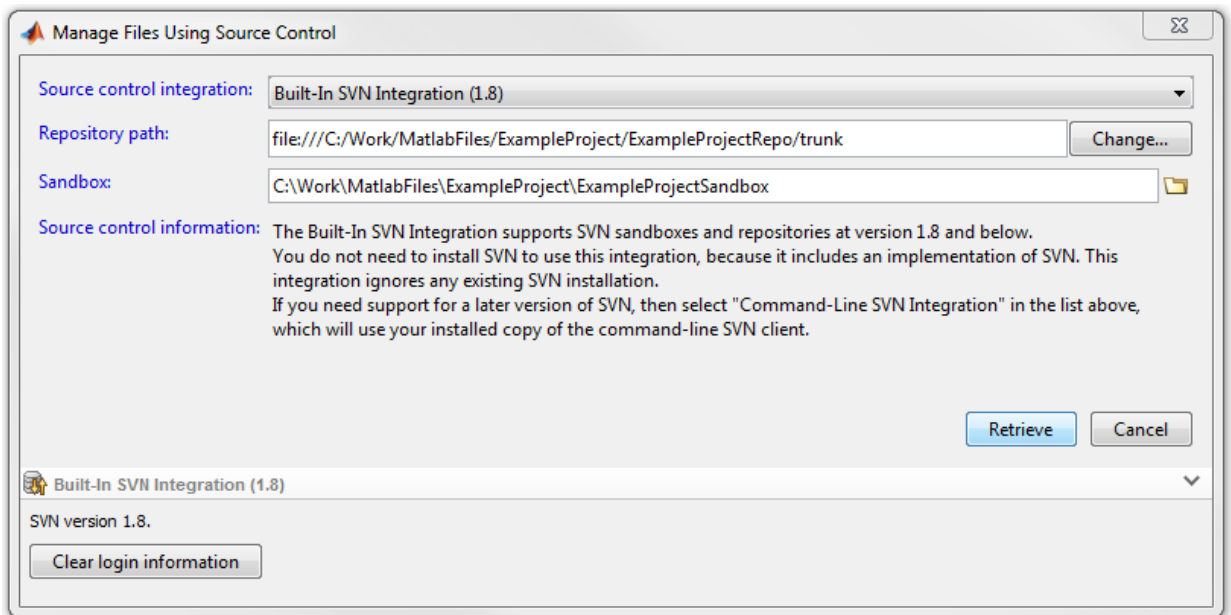 Manage Files Using Source Control
Source control integration: Built-In SVN Integration (1.8)
Repository path: file:///C:/Work/MatlabFiles/ExampleProject/ExampleProjectRepo/trunk Change...
Sandbox: C:\Work\MatlabFiles\ExampleProject\ExampleProjectSandbox
Source control information: The Built-In SVN Integration supports SVN sandboxes and repositories at version 1.8 and below.
You do not need to install SVN to use this integration, because it includes an implementation of SVN. This
integration ignores any existing SVN installation.
If you need support for a later version of SVN, then select "Command-Line SVN Integration" in the list above,
which will use your installed copy of the command-line SVN client.
Retrieve Cancel
Built-In SVN Integration (1.8)
SVN version 1.8.
Clear login information